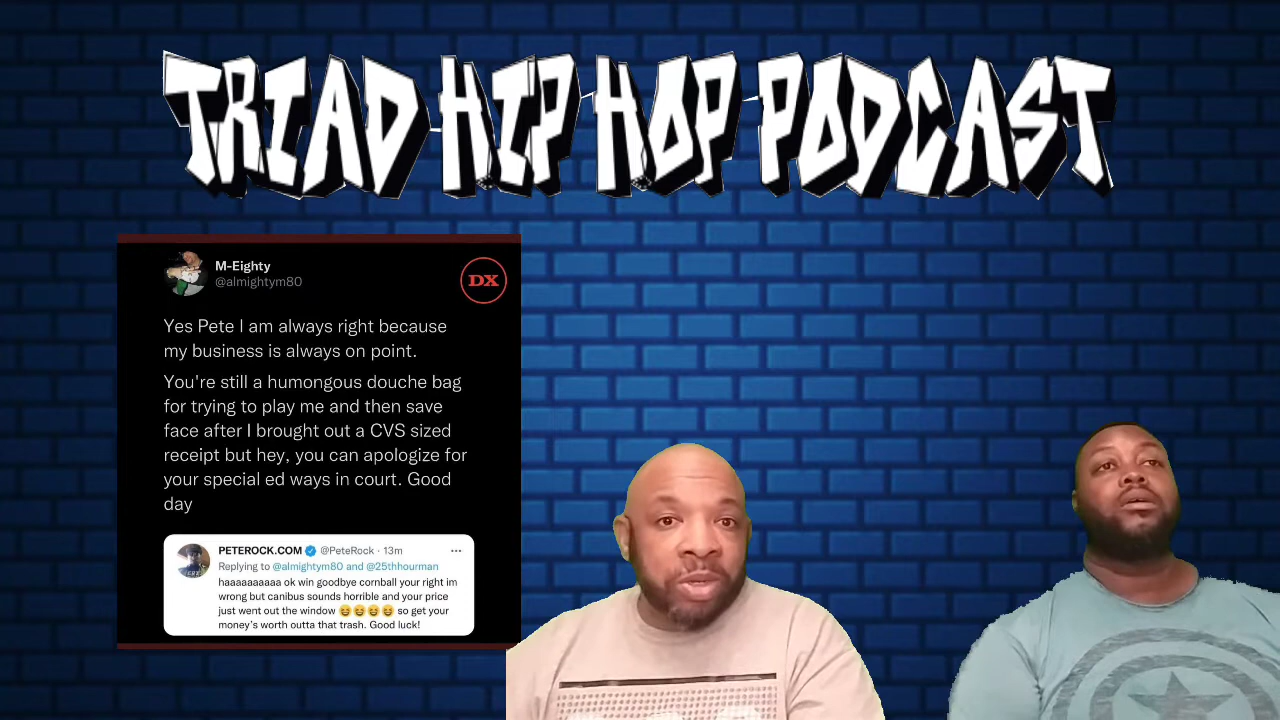 TRIAD HIP HOP PODCAST
M-Eighty
@almightym80
DX
Yes Pete I am always right because
my business is always on point.
You're still a humongous douche bag
for trying to play me and then save
face after I brought out a CVS sized
receipt but hey, you can apologize for
your special ed ways in court. Good
day
PETEROCK.COM @PeteRock · 13m
Replying to @almightym80 and @25thhourman
haaaaaaaaaa ok win goodbye cornball your right im
wrong but canibus sounds horrible and your price
just went out the window 😆😆😆😆 so get your
money's worth outta that trash. Good luck!